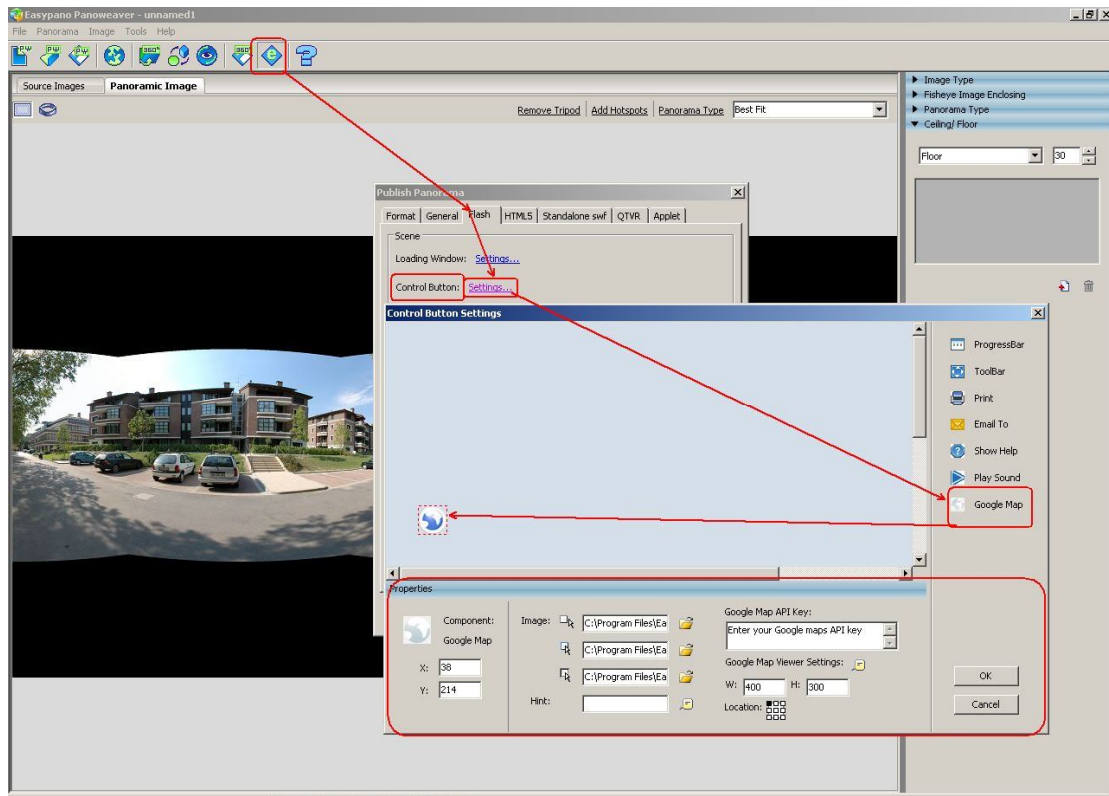 Easypano Panoweaver - unnamed1
File Panorama Image Tools Help
Source Images Panoramic Image
Remove Tripod Add Hotspots Panorama Type Best Fit
Image Type
Fisheye Image Enclosing
Panorama Type
Ceiling/ Floor
Floor 30
Publish Panorama
Format General Flash HTML5 Standalone swf QTVR Applet
Scene
Loading Window: Settings...
Control Button: Settings...
Control Button Settings
ProgressBar
ToolBar
Print
Email To
Show Help
Play Sound
Google Map
Properties
Component:
Google Map
X: 38
Y: 214
Image: C:\Program Files\Ea
C:\Program Files\Ea
C:\Program Files\Ea
Hint:
Google Map API Key:
Enter your Google maps API key
Google Map Viewer Settings:
W: 400 H: 300
Location:
OK
Cancel